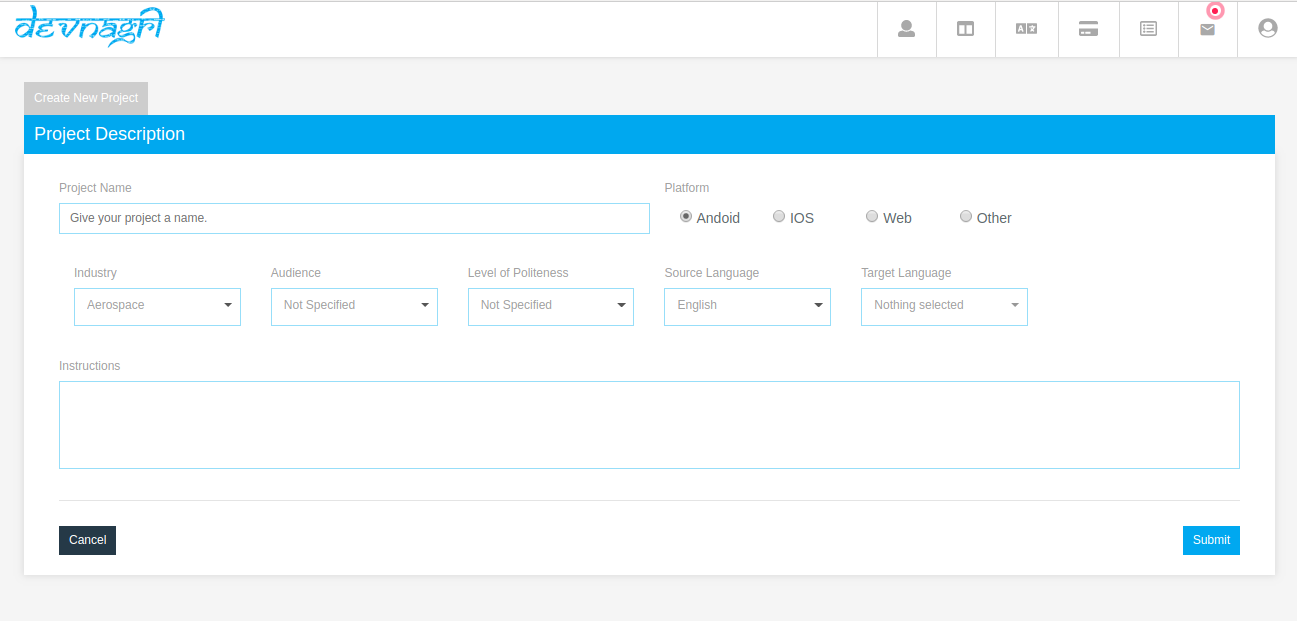 devnagri
Create New Project
Project Description
Project Name
Platform
Give your project a name.
Andoid
IOS
Web
Other
Industry
Audience
Level of Politeness
Source Language
Target Language
Aerospace
Not Specified
Not Specified
English
Nothing selected
Instructions
Cancel
Submit